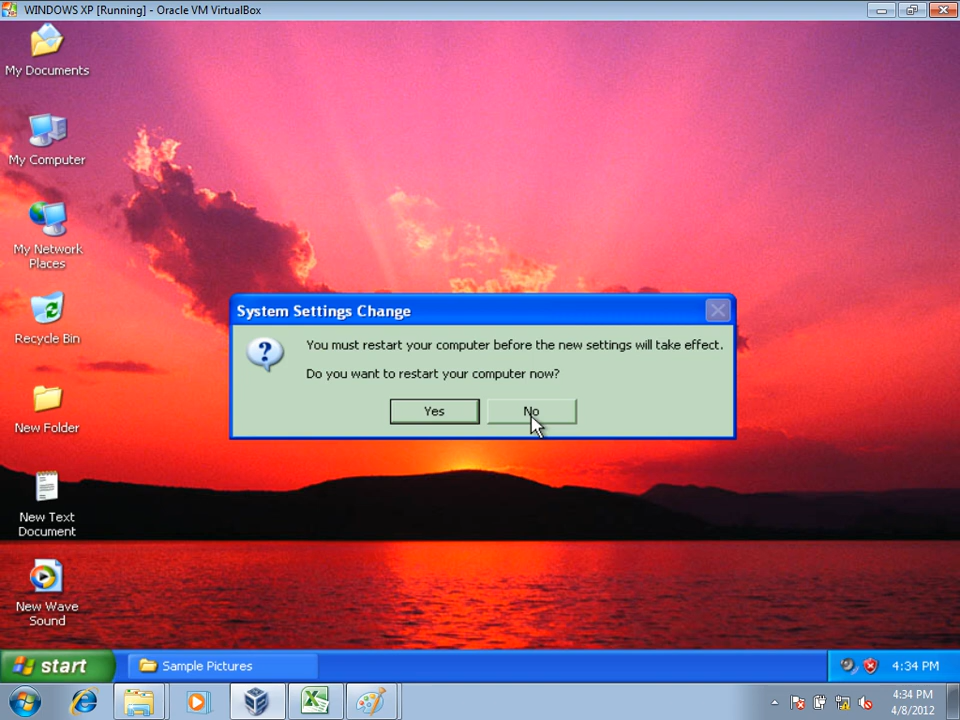 WINDOWS XP [Running] - Oracle VM VirtualBox
My Documents
My Computer
My Network
Places
Recycle Bin
New Folder
New Text
Document
New Wave
Sound
System Settings Change
You must restart your computer before the new settings will take effect.
Do you want to restart your computer now?
Yes
No
start
Sample Pictures
4:34 PM
4:34 PM
4/8/2012